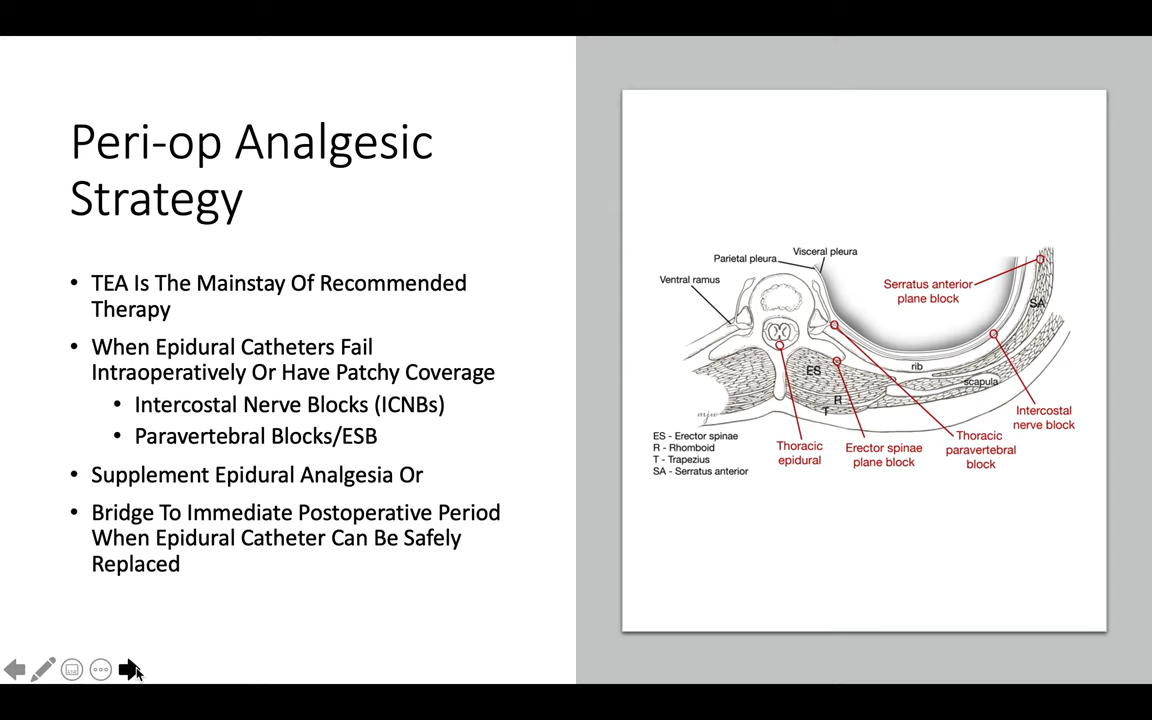 Peri-op Analgesic
Strategy
• TEA Is The Mainstay Of Recommended
Therapy
• When Epidural Catheters Fail
Intraoperatively Or Have Patchy Coverage
• Intercostal Nerve Blocks (ICNBs)
• Paravertebral Blocks/ESB
• Supplement Epidural Analgesia Or
• Bridge To Immediate Postoperative Period
When Epidural Catheter Can Be Safely
Replaced
Visceral pleura
Parietal pleura
Ventral ramus
Serratus anterior
plane block
SA
rib
ES
scapula
R
T
mjw
Intercostal
nerve block
Thoracic
paravertebral
block
Erector spinae
plane block
Thoracic
epidural
ES - Erector spinae
R - Rhomboid
T - Trapezius
SA - Serratus anterior